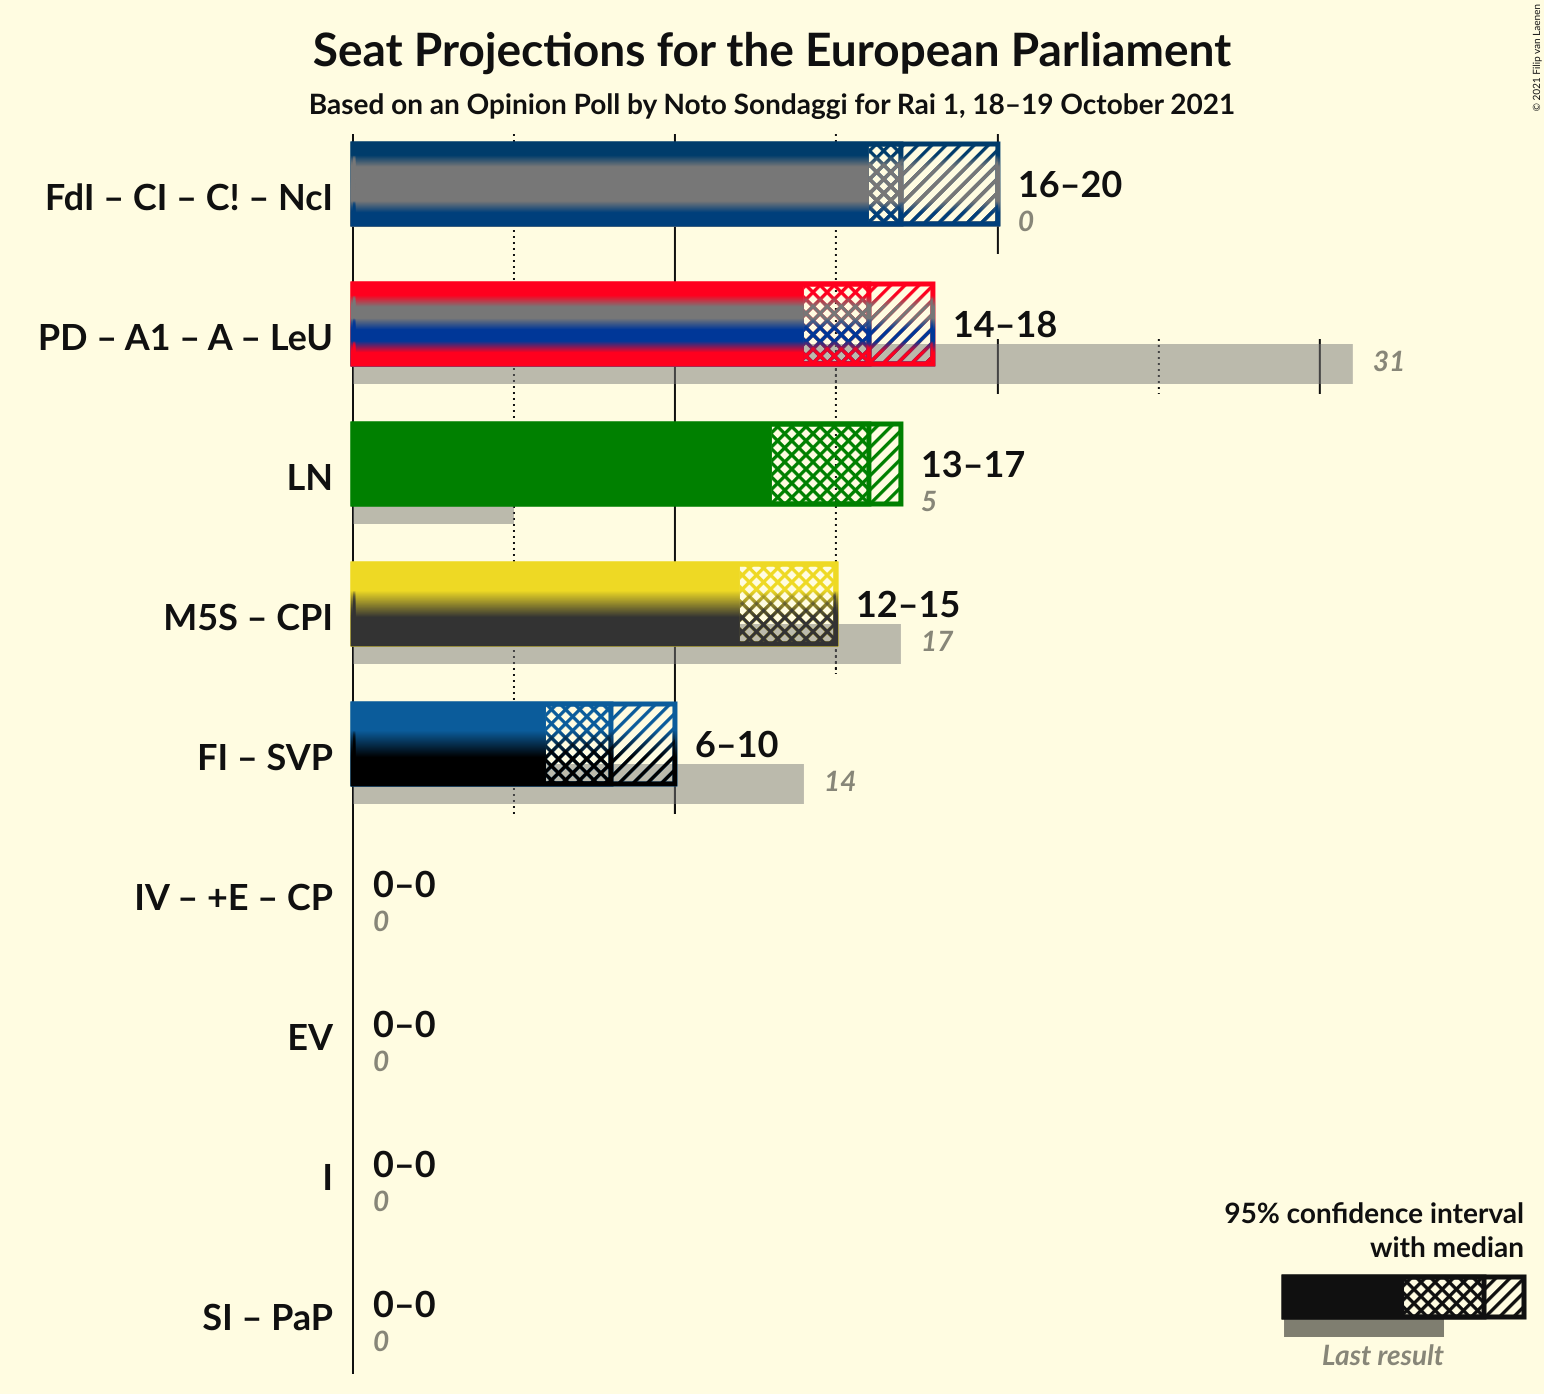 Seat Projections for the European Parliament
Based on an Opinion Poll by Noto Sondaggi for Rai 1, 18–19 October 2021
© 2021 Filip van Laenen
FdI – CI – C! – NcI
16–20
0
PD – A1 – A – LeU
14–18
31
LN
13–17
5
M5S – CPI
12–15
17
FI – SVP
6–10
14
IV – +E – CP
0–0
0
EV
0–0
0
I
0–0
0
SI – PaP
0–0
0
95% confidence interval
with median
Last result